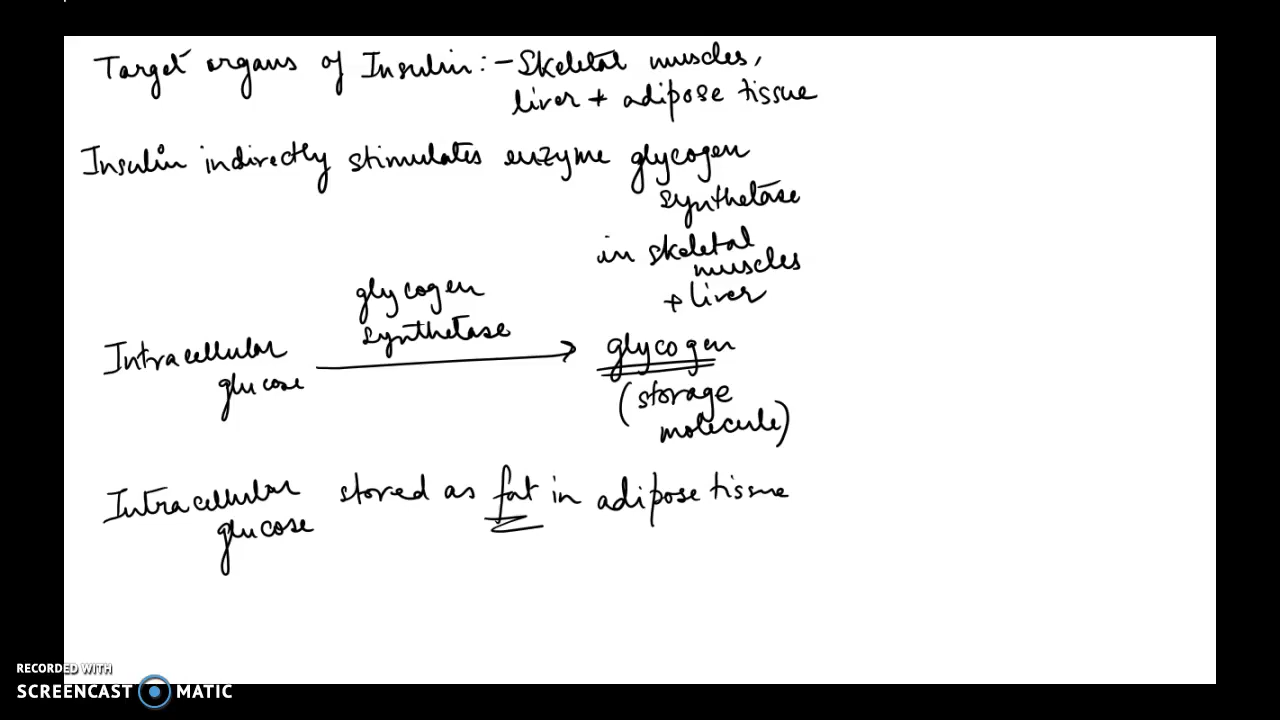 Target organs of Insulin :- Skeletal muscles,
liver + adipose tissue
Insulin indirectly stimulates enzyme glycogen
synthetase
in skeletal
muscles
+ liver
glycogen
synthetase
Intracellular
glucose
glycogen
(storage
molecule)
Intracellular stored as fat in adipose tissue
glucose
RECORDED WITH
SCREENCAST MATIC